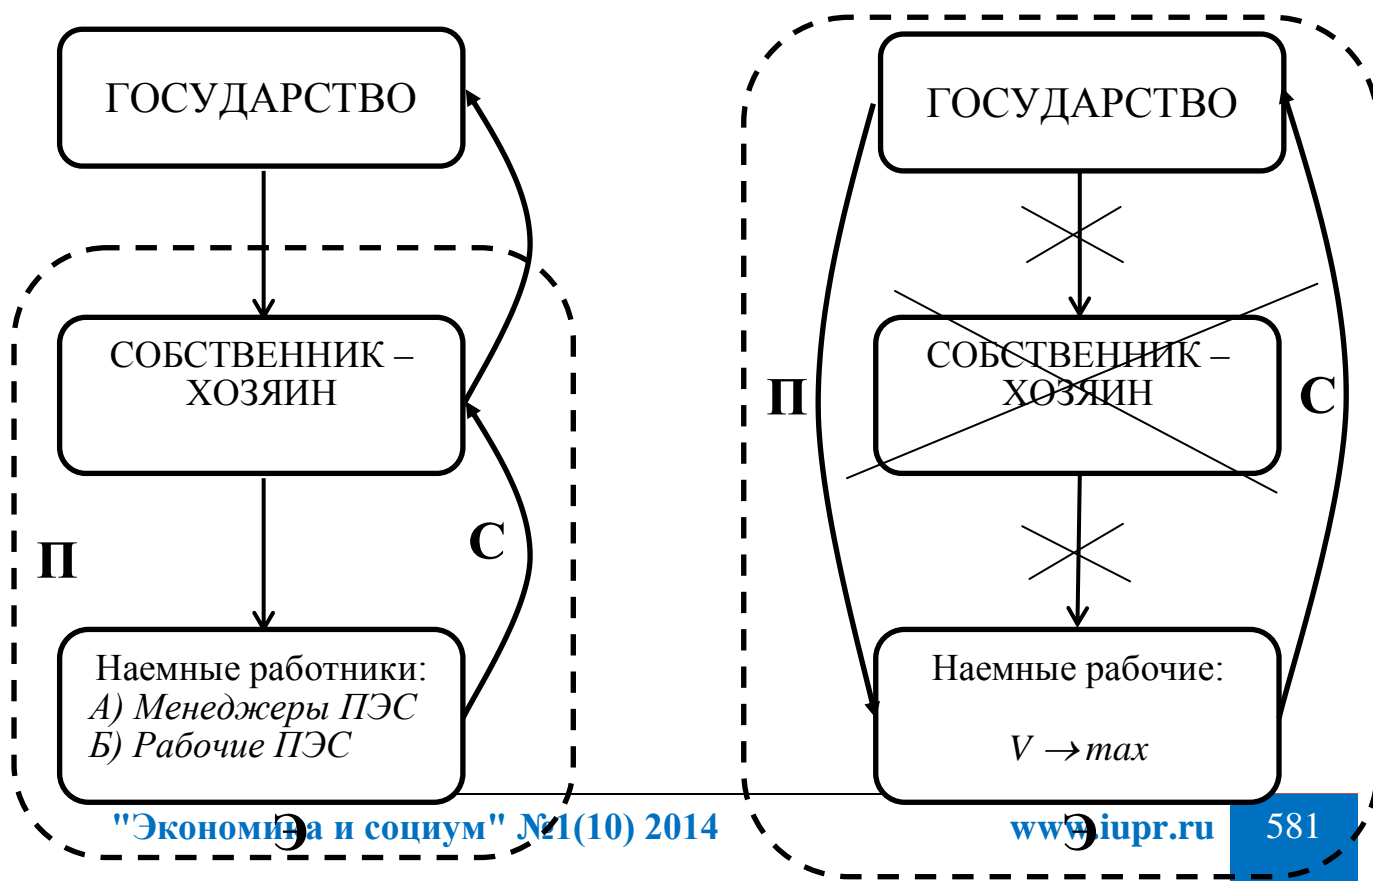 ГОСУДАРСТВО
СОБСТВЕННИК –
ХОЗЯИН
П
С
Наемные работники:
А) Менеджеры ПЭС
Б) Рабочие ПЭС
Э
ГОСУДАРСТВО
СОБСТВЕННИК –
ХОЗЯИН
П
С
Наемные рабочие:
V → max
Э
"Экономика и социум" №1(10) 2014 www.iupr.ru 581